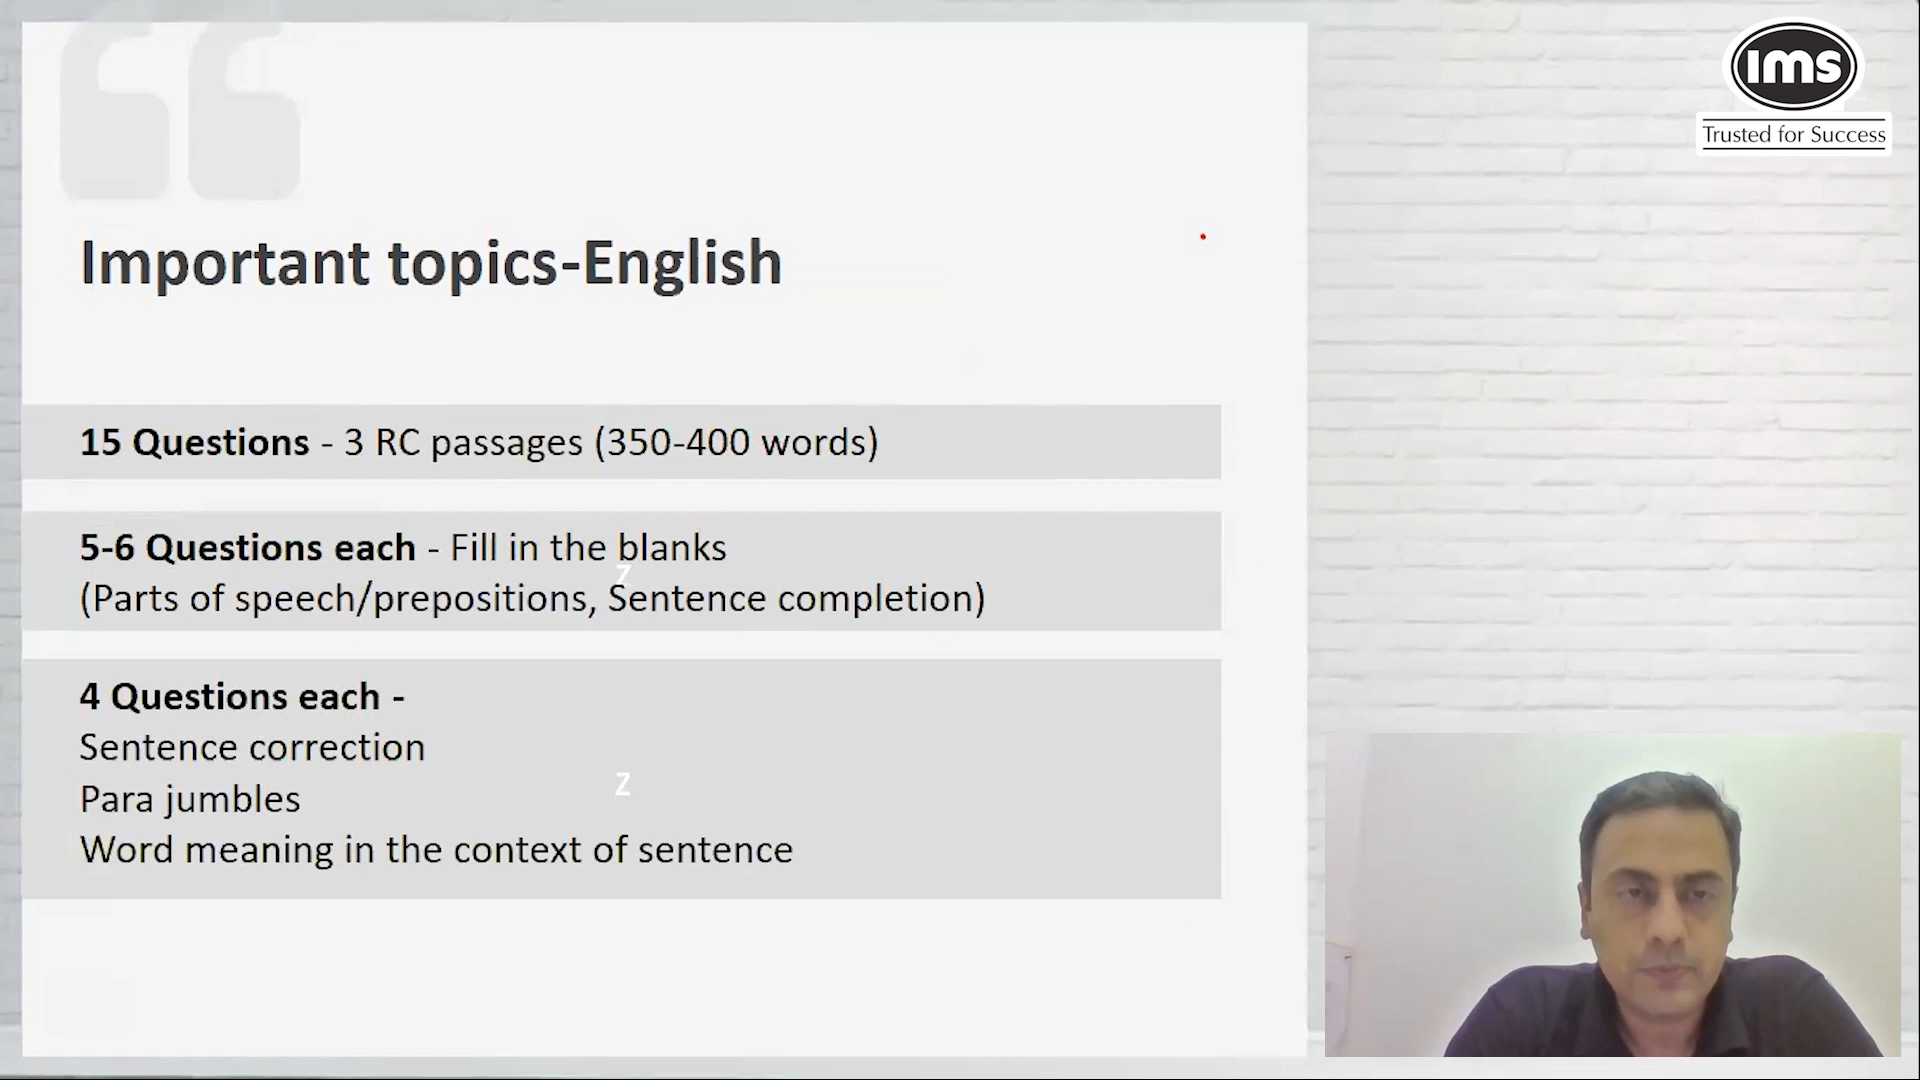 ims
Trusted for Success
Important topics-English
15 Questions - 3 RC passages (350-400 words)
5-6 Questions each - Fill in the blanks
(Parts of speech/prepositions, Sentence completion)
Z
4 Questions each -
Sentence correction
Para jumbles
Word meaning in the context of sentence
Z